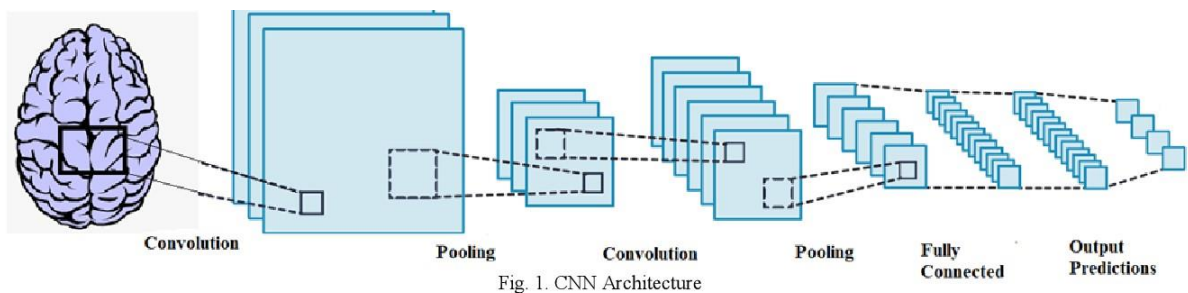 Convolution
Pooling
Convolution
Pooling
Fully
Connected
Output
Predictions
Fig. 1. CNN Architecture